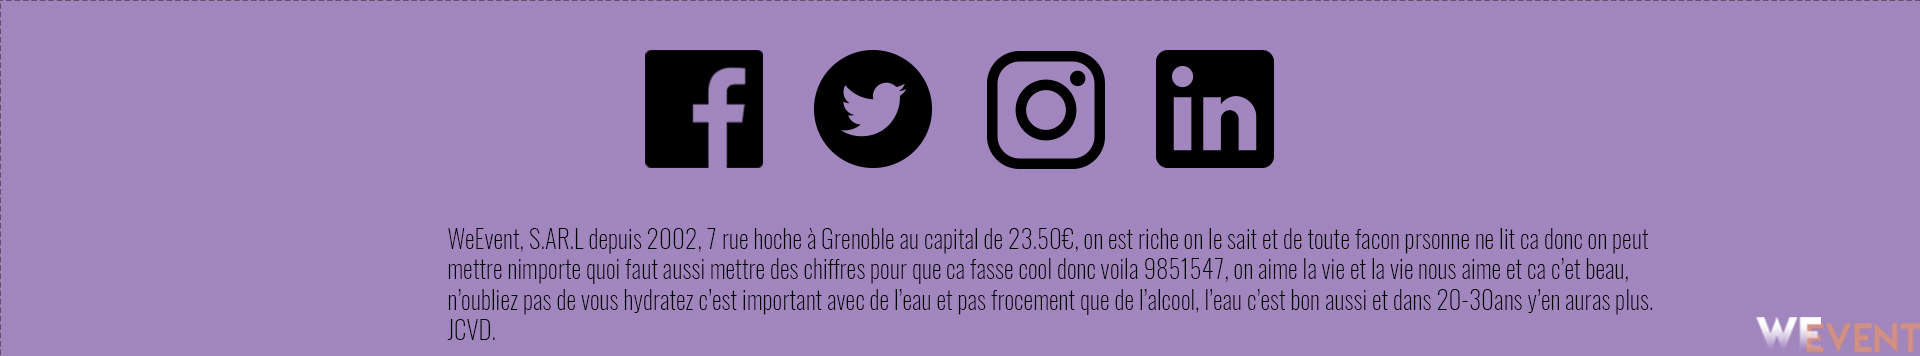 WeEvent, S.AR.L depuis 2002, 7 rue hoche à Grenoble au capital de 23.50€, on est riche on le sait et de toute facon prsonne ne lit ca donc on peut
mettre nimporte quoi faut aussi mettre des chiffres pour que ca fasse cool donc voila 9851547, on aime la vie et la vie nous aime et ca c’et beau,
n’oubliez pas de vous hydratez c’est important avec de l’eau et pas frocement que de l’alcool, l’eau c’est bon aussi et dans 20-30ans y’en auras plus.
JCVD.
WEEVENT